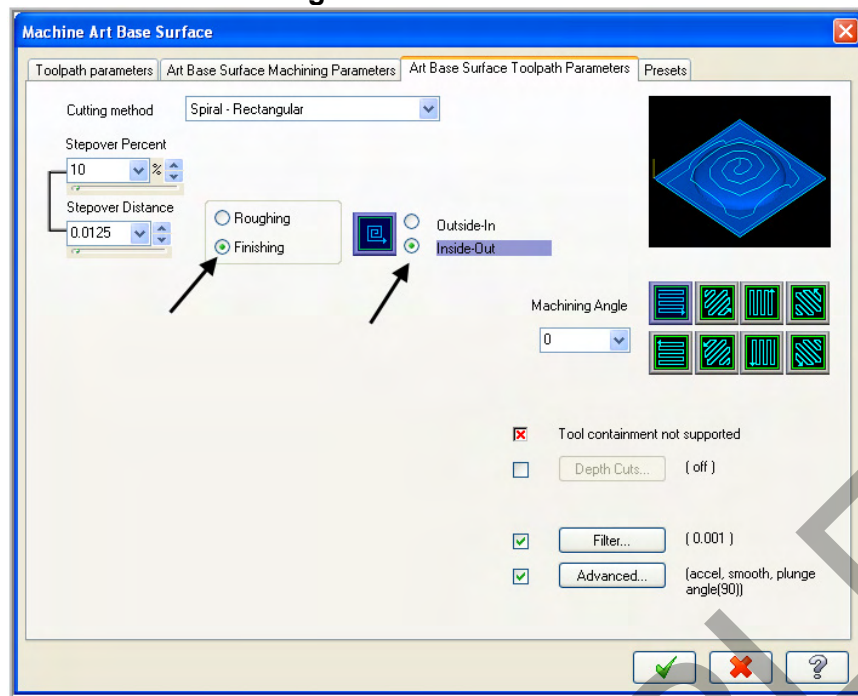 Machine Art Base Surface
Toolpath parameters Art Base Surface Machining Parameters Art Base Surface Toolpath Parameters Presets
Cutting method Spiral - Rectangular
Stepover Percent
10 %
Stepover Distance
0.0125
Roughing
Finishing
Outside-In
Inside-Out
Machining Angle
0
Tool containment not supported
Depth Cuts... ( off )
Filter... ( 0.001 )
Advanced... (accel, smooth, plunge
angle(90))